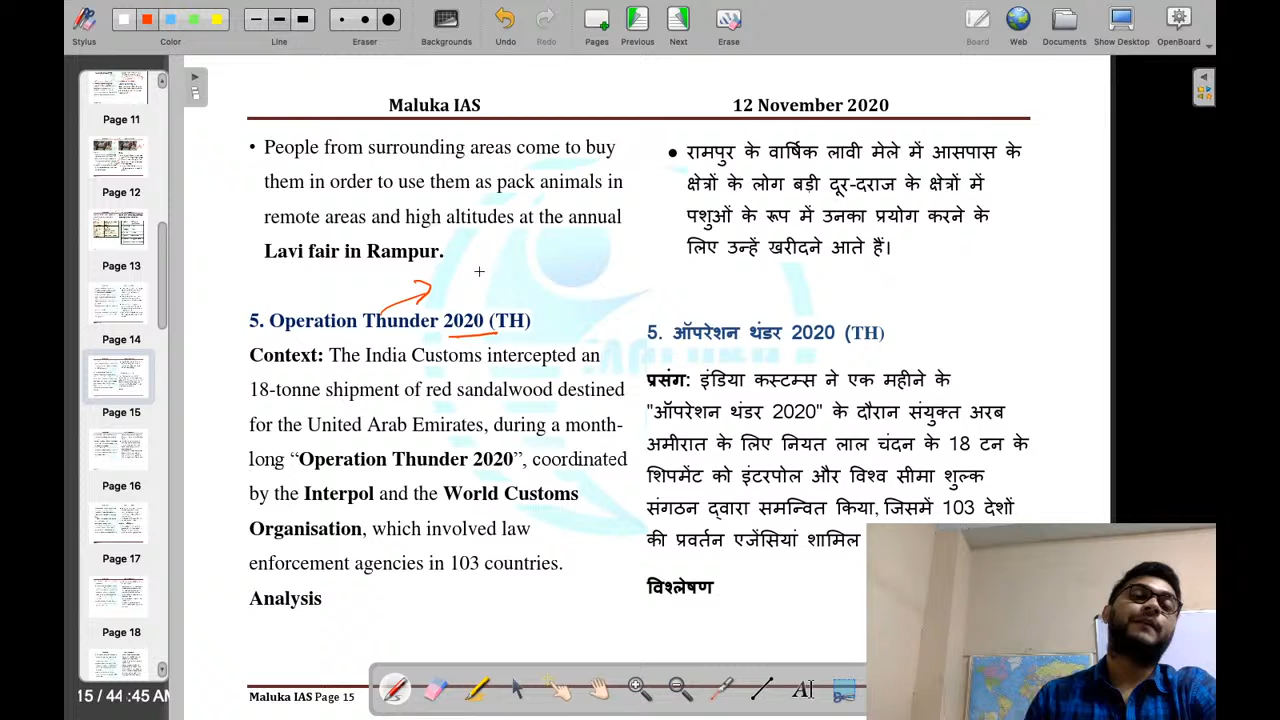 Stylus
Color
Line
Eraser
Backgrounds
Undo
Redo
Pages
Previous
Next
Erase
Board
Web
Documents
Show Desktop
OpenBoard
Page 11
Page 12
Page 13
Page 14
Page 15
Page 16
Page 17
Page 18
15 / 44
:45 AM
Maluka IAS
12 November 2020
• People from surrounding areas come to buy
them in order to use them as pack animals in
remote areas and high altitudes at the annual
Lavi fair in Rampur.
5. Operation Thunder 2020 (TH)
Context: The India Customs intercepted an
18-tonne shipment of red sandalwood destined
for the United Arab Emirates, during a month-
long “Operation Thunder 2020”, coordinated
by the Interpol and the World Customs
Organisation, which involved law
enforcement agencies in 103 countries.
Analysis
● रामपुर के वार्षिक लावी मेले में आसपास के
क्षेत्रों के लोग बड़ी दूर-दराज के क्षेत्रों में
पशुओं के रूप में उनका प्रयोग करने के
लिए उन्हें खरीदने आते हैं।
5. ऑपरेशन थंडर 2020 (TH)
प्रसंग: इंडिया कस्टम्स ने एक महीने के
"ऑपरेशन थंडर 2020" के दौरान संयुक्त अरब
अमीरात के लिए नियत लाल चंदन के 18 टन के
शिपमेंट को इंटरपोल और विश्व सीमा शुल्क
संगठन द्वारा समन्वित किया, जिसमें 103 देशों
की प्रवर्तन एजेंसियां शामिल
विश्लेषण
Maluka IAS Page 15